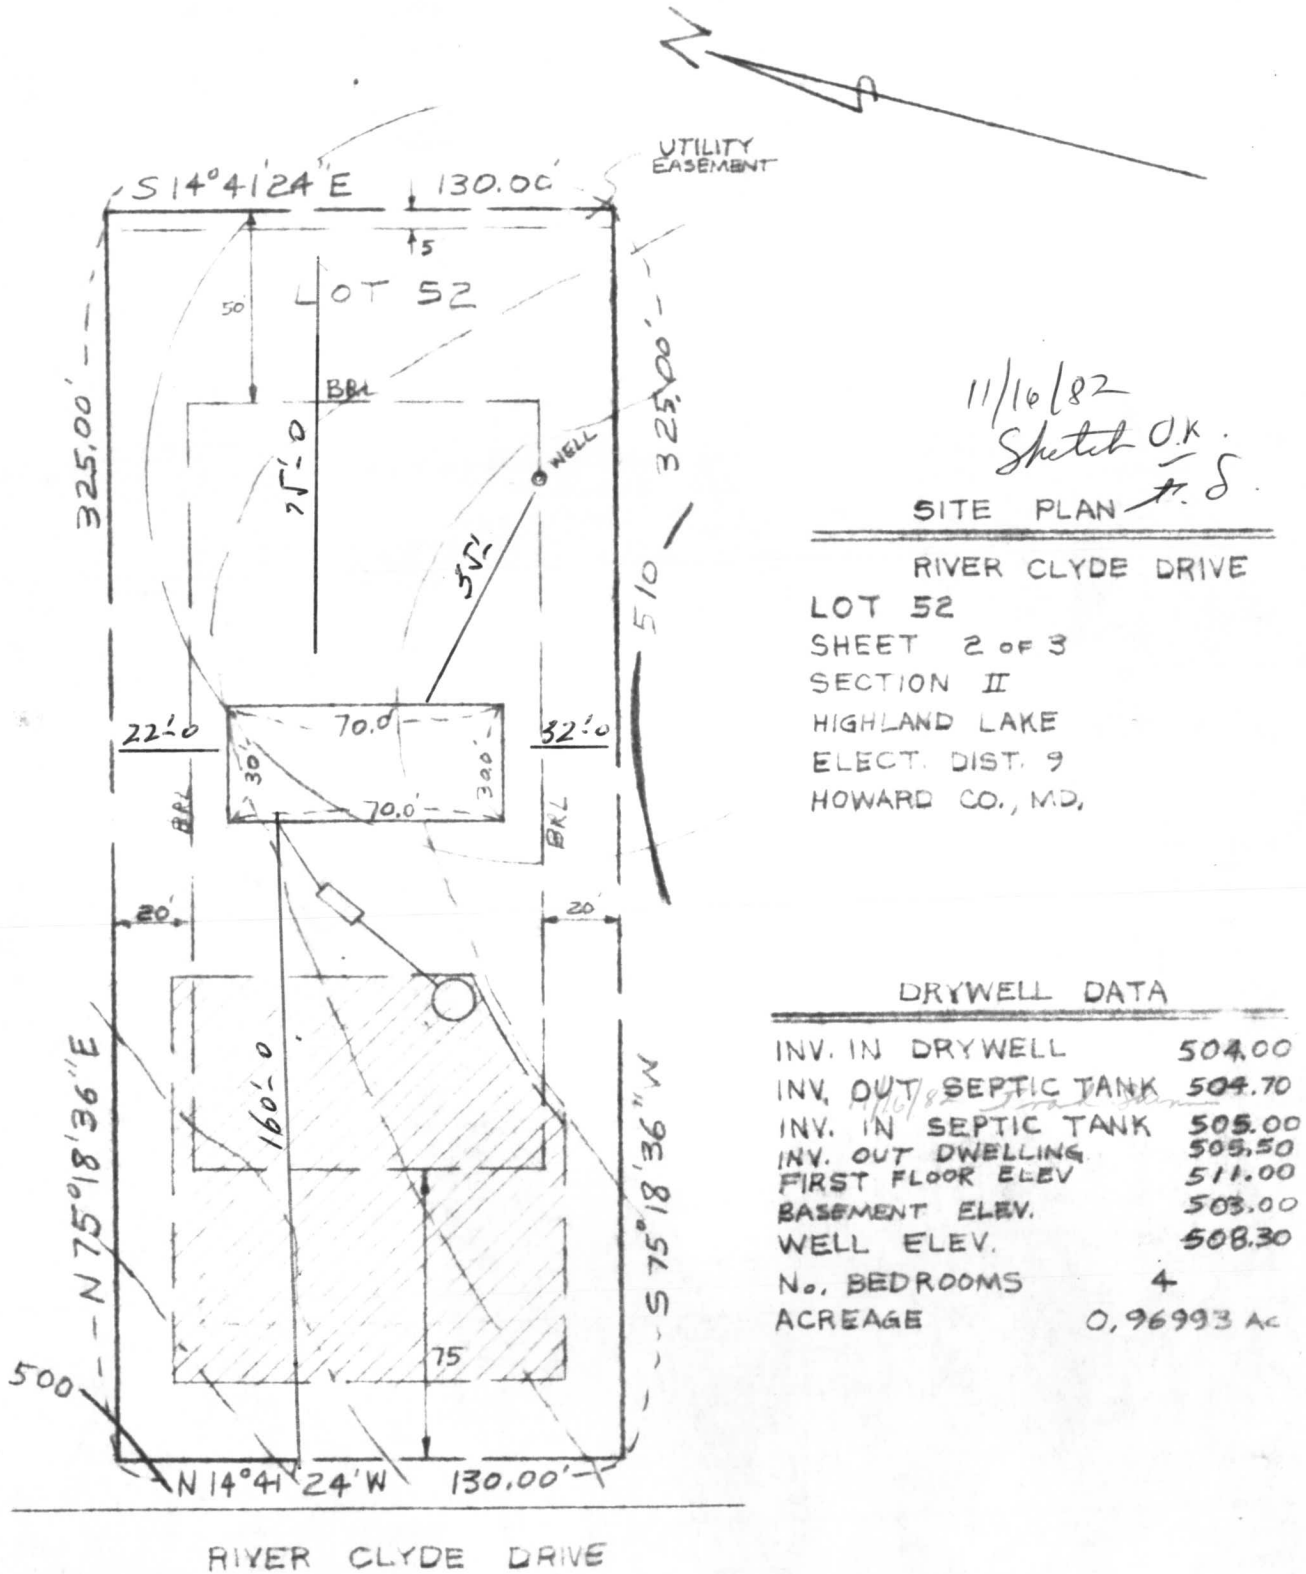 UTILITY
EASEMENT
S 14°41'24"E 130.00'
5
50'
LOT 52
325.00'
325.00'
BRL
WELL
55'
510
22'-0
70.0'
32'-0
30'
30.0'
70.0'
BRL
BRL
20'
20'
160'-0
N 75°18'36"E
S 75°18'36"W
75
500
N 14°41'24'W 130.00'
RIVER CLYDE DRIVE
11/16/82
Sketch O.K.
SITE PLAN
RIVER CLYDE DRIVE
LOT 52
SHEET 2 OF 3
SECTION II
HIGHLAND LAKE
ELECT. DIST. 9
HOWARD CO., MD.
DRYWELL DATA
INV. IN DRYWELL 504.00
INV. OUT SEPTIC TANK 504.70
INV. IN SEPTIC TANK 505.00
INV. OUT DWELLING 505.50
FIRST FLOOR ELEV 511.00
BASEMENT ELEV. 503.00
WELL ELEV. 508.30
No. BEDROOMS 4
ACREAGE 0.96993 AC